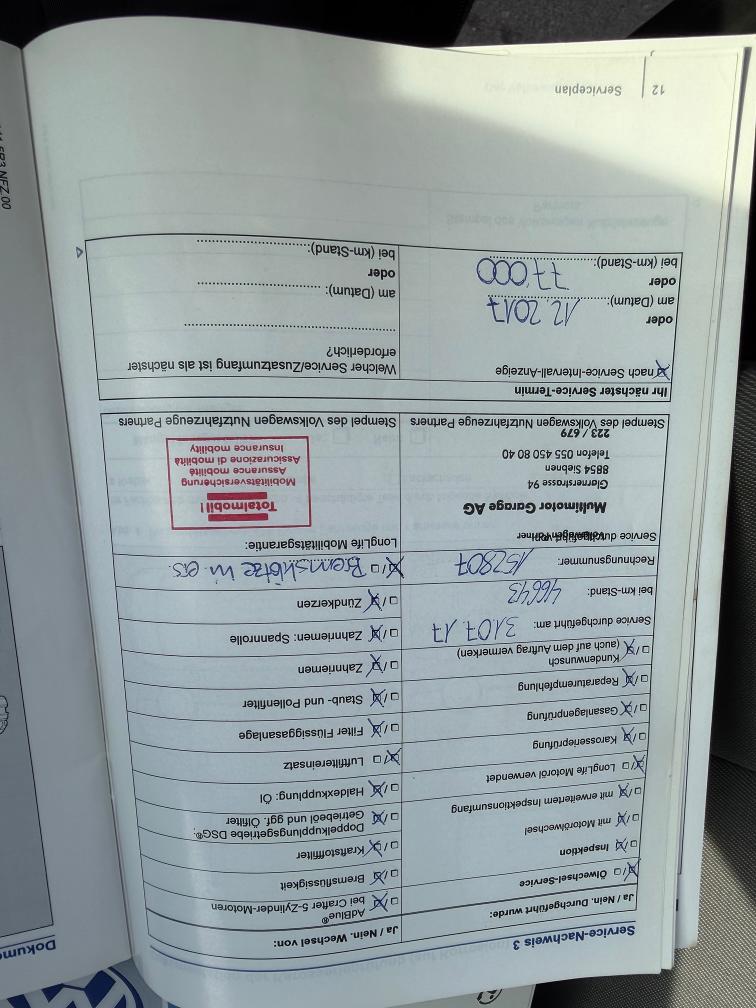 Service-Nachweis 3
Ja / Nein. Durchgeführt wurde:
☒/☐ Ölwechsel-Service
☐/☒ Inspektion
☐/☒ mit Motorölwechsel
☐/☒ mit erweitertem Inspektionsumfang
☒/☐ LongLife Motoröl verwendet
☐/☒ Karosserieprüfung
☐/☒ Gasanlagenprüfung
☐/☒ Reparaturempfehlung
☐/☒ Kundenwunsch
(auch auf dem Auftrag vermerken)
Service durchgeführt am: 31.07.17
bei km-Stand: 46643
Rechnungsnummer: 152807
Service durchgeführt von:
Multimotor Garage AG
Glarnerstrasse 94
8854 Siebnen
Telefon 055 450 80 40
223 / 679
Stempel des Volkswagen Nutzfahrzeuge Partners
Ja / Nein. Wechsel von:
☐/☒ AdBlue®
bei Crafter 5-Zylinder-Motoren
☐/☒ Bremsflüssigkeit
☐/☒ Kraftstofffilter
☐/☒ Doppelkupplungsgetriebe DSG®:
Getriebeöl und ggf. Ölfilter
☐/☒ Haldexkupplung: Öl
☒/☐ Luftfiltereinsatz
☐/☒ Filter Flüssiggasanlage
☐/☒ Staub- und Pollenfilter
☐/☒ Zahnriemen
☐/☒ Zahnriemen: Spannrolle
☐/☒ Zündkerzen
☒/☐ Bremsklötze hi. ers.
LongLife Mobilitätsgarantie:
Totalmobil!
Mobilitätsversicherung
Assurance mobilité
Assicurazione di mobilità
Insurance mobility
Stempel des Volkswagen Nutzfahrzeuge Partners
Ihr nächster Service-Termin
☒ nach Service-Intervall-Anzeige
oder
am (Datum): 12.2017
oder
bei (km-Stand): 77'000
Welcher Service/Zusatzumfang ist als nächster
erforderlich?
am (Datum):
oder
bei (km-Stand):
12 | Serviceplan